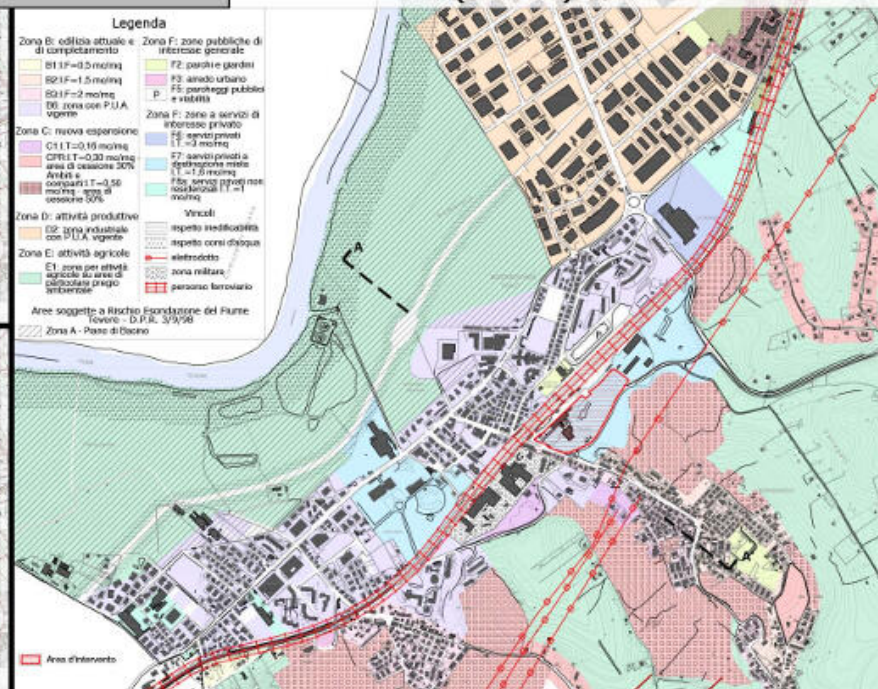 Legenda
Zona B: edilizia attuale e
di completamento
B1:I.F=0,5 mc/mq
B2:I.F=1,5 mc/mq
B3:I.F=2 mc/mq
B6: zona con P.U.A.
vigente
Zona C: nuova espansione
C1:I.T=0,16 mc/mq
CPR:I.T=0,30 mc/mq
area di cessione 30%
Ambiti e
comparti:I.T=0,50
mc/mq - area di
cessione 50%
Zona D: attività produttive
D2: zona industriale
con P.U.A. vigente
Zona E: attività agricole
E1: zona per attività
agricole su aree di
particolare pregio
ambientale
Zona F: zone pubbliche di
interesse generale
F2: parchi e giardini
F3: arredo urbano
P
F5: parcheggi pubblici
e viabilità
Zona F: zone a servizi di
interesse privato
F6: servizi privati
I.T.=3 mc/mq
F7: servizi privati a
destinazione mista
I.T.=1,6 mc/mq
servizi privati non
residenziali I.T.=1
mc/mq
Vincoli
rispetto inedificabilità
rispetto corsi d'acqua
elettrodotto
zona militare
percorso ferroviario
Aree soggette a Rischio Esondazione del Fiume
Tevere - D.P.R. 3/9/98
Zona A - Piano di Bacino
A
A'
Area d'intervento